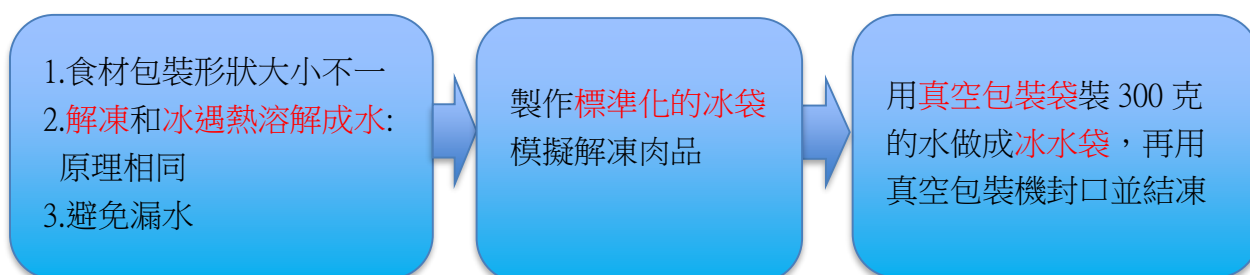 1.食材包裝形狀大小不一
2.解凍和冰遇熱溶解成水:
原理相同
3.避免漏水
製作標準化的冰袋
模擬解凍肉品
用真空包裝袋裝 300 克
的水做成冰水袋，再用
真空包裝機封口並結凍